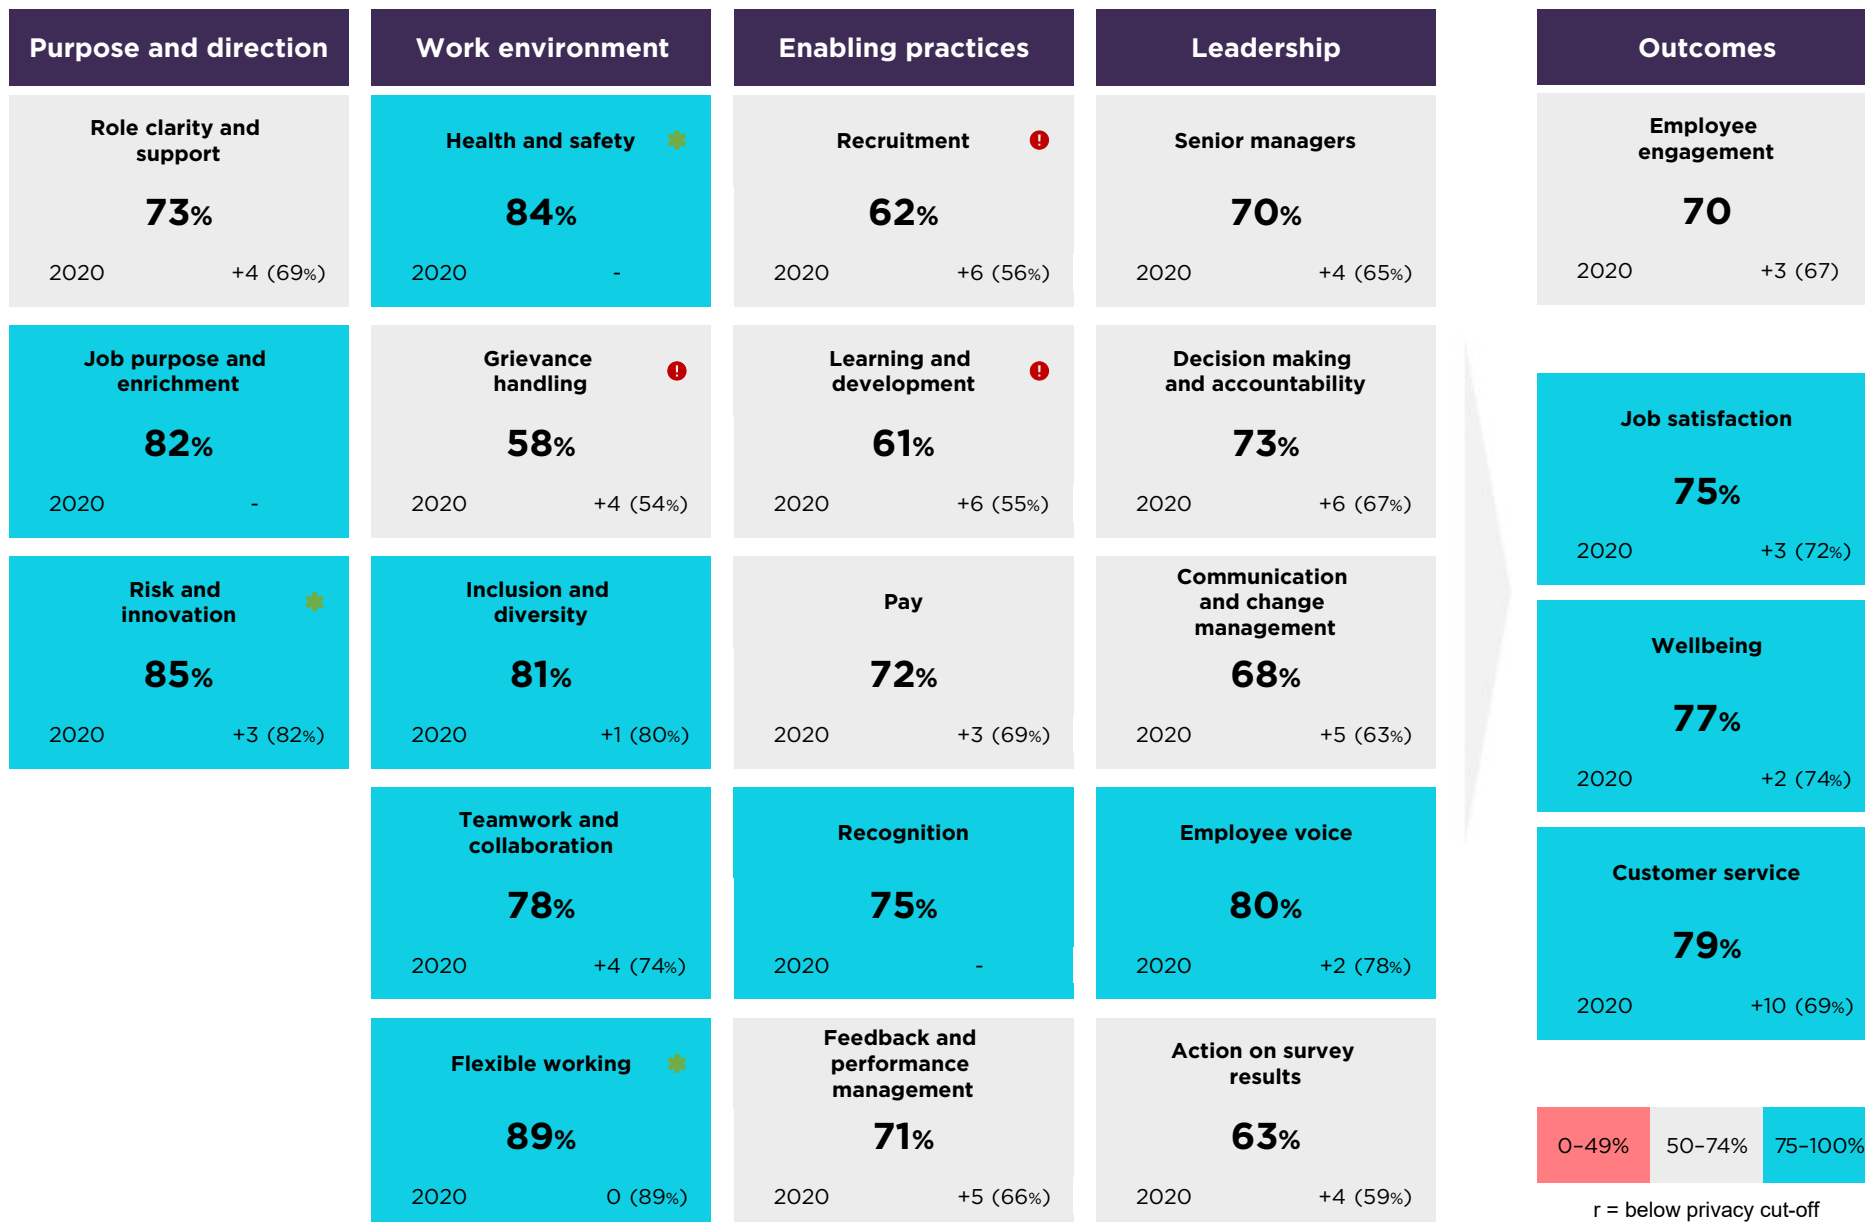 Purpose and direction
Role clarity and
support
73%
2020 +4 (69%)
Job purpose and
enrichment
82%
2020 -
Risk and
innovation
85%
2020 +3 (82%)
Work environment
Health and safety
84%
2020 -
Grievance
handling
58%
2020 +4 (54%)
Inclusion and
diversity
81%
2020 +1 (80%)
Teamwork and
collaboration
78%
2020 +4 (74%)
Flexible working
89%
2020 0 (89%)
Enabling practices
Recruitment
62%
2020 +6 (56%)
Learning and
development
61%
2020 +6 (55%)
Pay
72%
2020 +3 (69%)
Recognition
75%
2020 -
Feedback and
performance
management
71%
2020 +5 (66%)
Leadership
Senior managers
70%
2020 +4 (65%)
Decision making
and accountability
73%
2020 +6 (67%)
Communication
and change
management
68%
2020 +5 (63%)
Employee voice
80%
2020 +2 (78%)
Action on survey
results
63%
2020 +4 (59%)
Outcomes
Employee
engagement
70
2020 +3 (67)
Job satisfaction
75%
2020 +3 (72%)
Wellbeing
77%
2020 +2 (74%)
Customer service
79%
2020 +10 (69%)
0–49% 50–74% 75–100%
r = below privacy cut-off